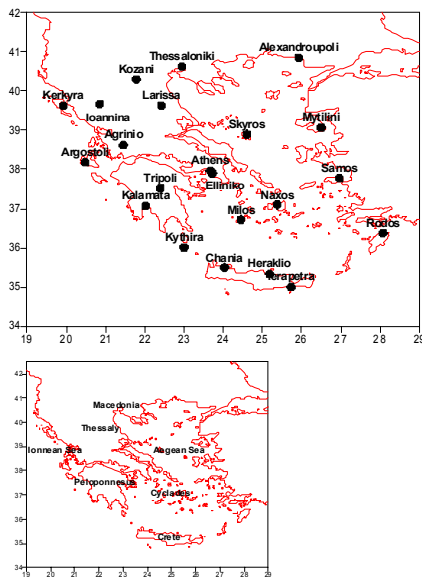 42
Alexandroupoli
Thessaloniki
41
Kozani
40
Kerkyra
Larissa
Ioannina
Mytilini
Skyros
39
Agrinio
Argostoli
Athens
Samos
38
Tripoli
Elliniko
Kalamata
Naxos
Milos
37
Rodos
Kythira
36
Chania
Heraklio
Ierapetra
35
34
19 20 21 22 23 24 25 26 27 28 29
42
41
Macedonia
40
Thessaly
39
Ionnean Sea
Aegean Sea
38
Peloponnesus
37
Cyclades
36
Crete
35
34
19 20 21 22 23 24 25 26 27 28 29